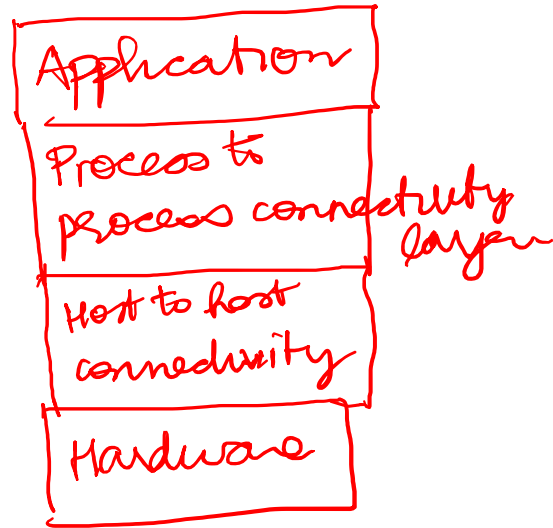 Application
Process to
process connectivity
layer
Host to host
connectivity
Hardware